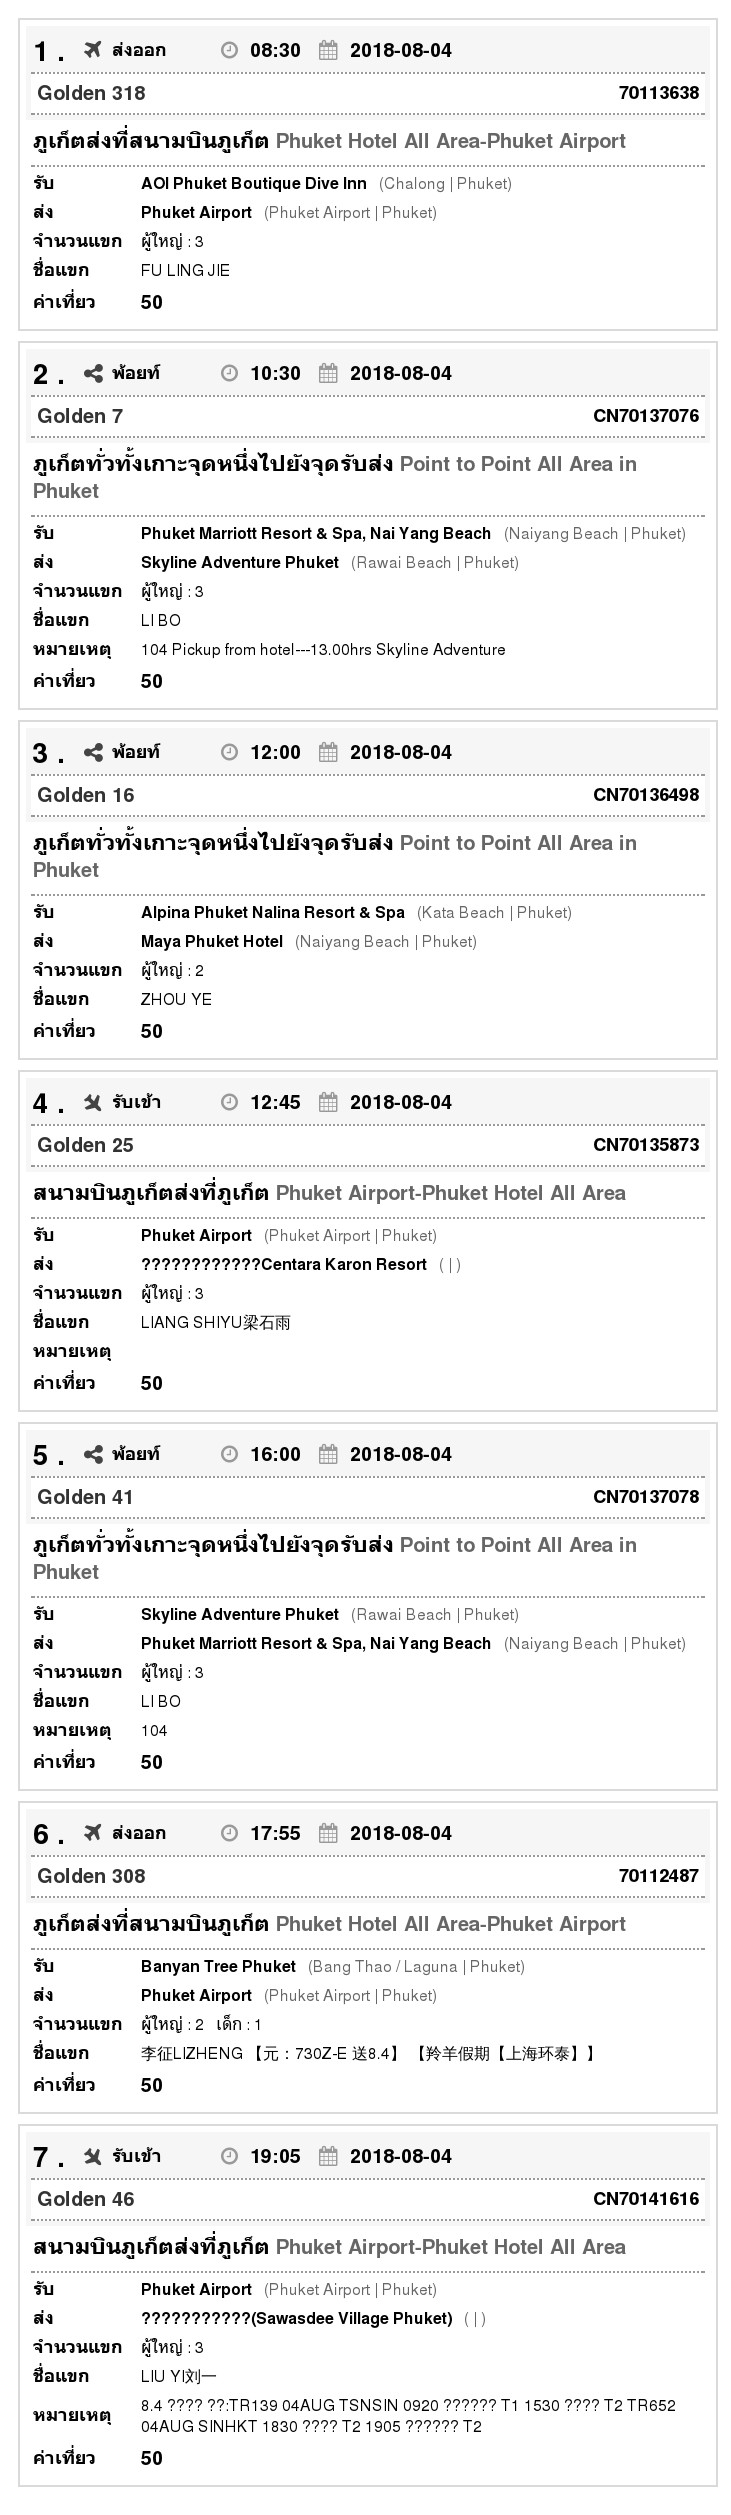 1 . ส่งออก 08:30 2018-08-04
Golden 318 70113638
ภูเก็ตส่งที่สนามบินภูเก็ต Phuket Hotel All Area-Phuket Airport
รับ AOI Phuket Boutique Dive Inn (Chalong | Phuket)
ส่ง Phuket Airport (Phuket Airport | Phuket)
จำนวนแขก ผู้ใหญ่ : 3
ชื่อแขก FU LING JIE
ค่าเที่ยว 50
2 . พ้อยท์ 10:30 2018-08-04
Golden 7 CN70137076
ภูเก็ตทั่วทั้งเกาะจุดหนึ่งไปยังจุดรับส่ง Point to Point All Area in
Phuket
รับ Phuket Marriott Resort & Spa, Nai Yang Beach (Naiyang Beach | Phuket)
ส่ง Skyline Adventure Phuket (Rawai Beach | Phuket)
จำนวนแขก ผู้ใหญ่ : 3
ชื่อแขก LI BO
หมายเหตุ 104 Pickup from hotel---13.00hrs Skyline Adventure
ค่าเที่ยว 50
3 . พ้อยท์ 12:00 2018-08-04
Golden 16 CN70136498
ภูเก็ตทั่วทั้งเกาะจุดหนึ่งไปยังจุดรับส่ง Point to Point All Area in
Phuket
รับ Alpina Phuket Nalina Resort & Spa (Kata Beach | Phuket)
ส่ง Maya Phuket Hotel (Naiyang Beach | Phuket)
จำนวนแขก ผู้ใหญ่ : 2
ชื่อแขก ZHOU YE
ค่าเที่ยว 50
4 . รับเข้า 12:45 2018-08-04
Golden 25 CN70135873
สนามบินภูเก็ตส่งที่ภูเก็ต Phuket Airport-Phuket Hotel All Area
รับ Phuket Airport (Phuket Airport | Phuket)
ส่ง ????????????Centara Karon Resort ( | )
จำนวนแขก ผู้ใหญ่ : 3
ชื่อแขก LIANG SHIYU梁石雨
หมายเหตุ
ค่าเที่ยว 50
5 . พ้อยท์ 16:00 2018-08-04
Golden 41 CN70137078
ภูเก็ตทั่วทั้งเกาะจุดหนึ่งไปยังจุดรับส่ง Point to Point All Area in
Phuket
รับ Skyline Adventure Phuket (Rawai Beach | Phuket)
ส่ง Phuket Marriott Resort & Spa, Nai Yang Beach (Naiyang Beach | Phuket)
จำนวนแขก ผู้ใหญ่ : 3
ชื่อแขก LI BO
หมายเหตุ 104
ค่าเที่ยว 50
6 . ส่งออก 17:55 2018-08-04
Golden 308 70112487
ภูเก็ตส่งที่สนามบินภูเก็ต Phuket Hotel All Area-Phuket Airport
รับ Banyan Tree Phuket (Bang Thao / Laguna | Phuket)
ส่ง Phuket Airport (Phuket Airport | Phuket)
จำนวนแขก ผู้ใหญ่ : 2 เด็ก : 1
ชื่อแขก 李征LIZHENG 【元：730Z-E 送8.4】 【羚羊假期【上海环泰】】
ค่าเที่ยว 50
7 . รับเข้า 19:05 2018-08-04
Golden 46 CN70141616
สนามบินภูเก็ตส่งที่ภูเก็ต Phuket Airport-Phuket Hotel All Area
รับ Phuket Airport (Phuket Airport | Phuket)
ส่ง ???????????(Sawasdee Village Phuket) ( | )
จำนวนแขก ผู้ใหญ่ : 3
ชื่อแขก LIU YI刘一
หมายเหตุ 8.4 ???? ??:TR139 04AUG TSNSIN 0920 ?????? T1 1530 ???? T2 TR652
04AUG SINHKT 1830 ???? T2 1905 ?????? T2
ค่าเที่ยว 50